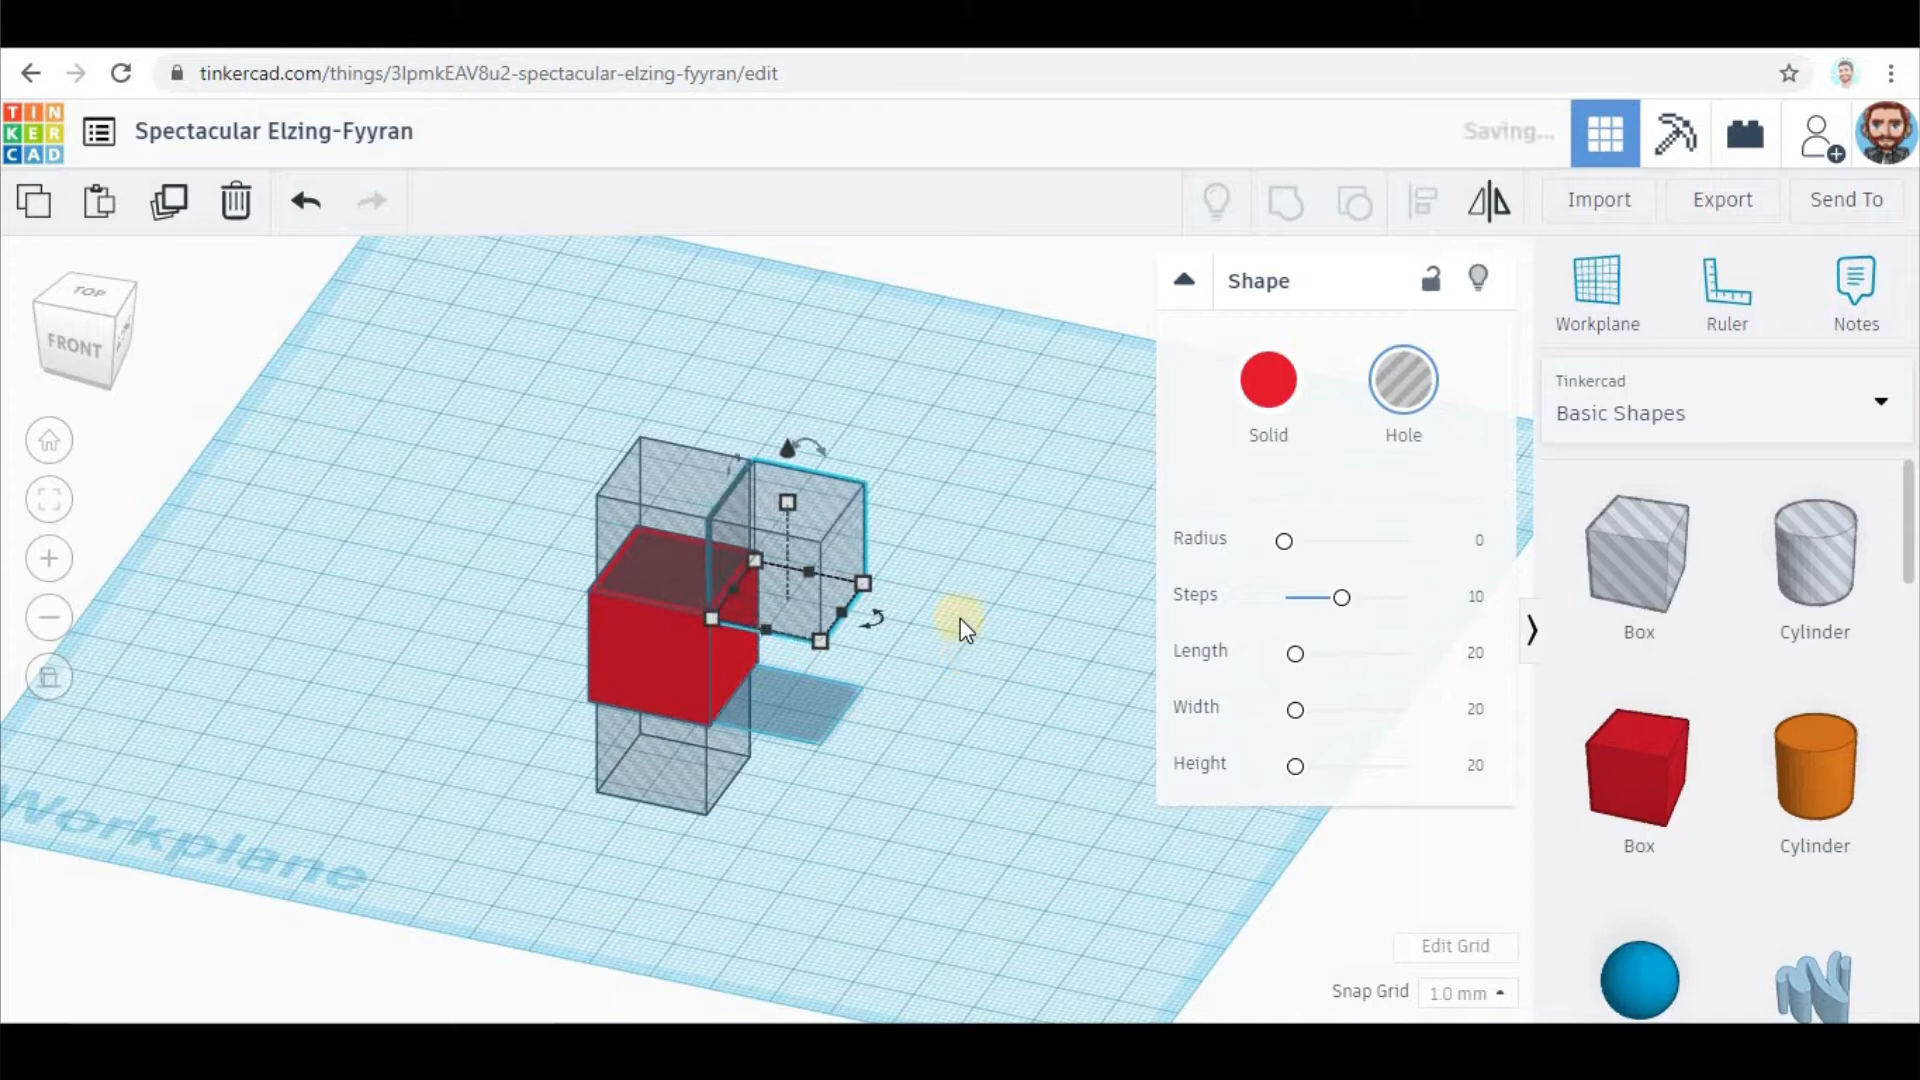 tinkercad.com/things/3IpmkEAV8u2-spectacular-elzing-fyyran/edit
TIN
KER
CAD
Spectacular Elzing-Fyyran
Saving...
Import
Export
Send To
TOP
FRONT
Shape
Workplane
Ruler
Notes
Solid
Hole
Tinkercad
Basic Shapes
Radius
0
Steps
10
Length
20
Width
20
Height
20
Box
Cylinder
Box
Cylinder
Workplane
Edit Grid
Snap Grid
1.0 mm